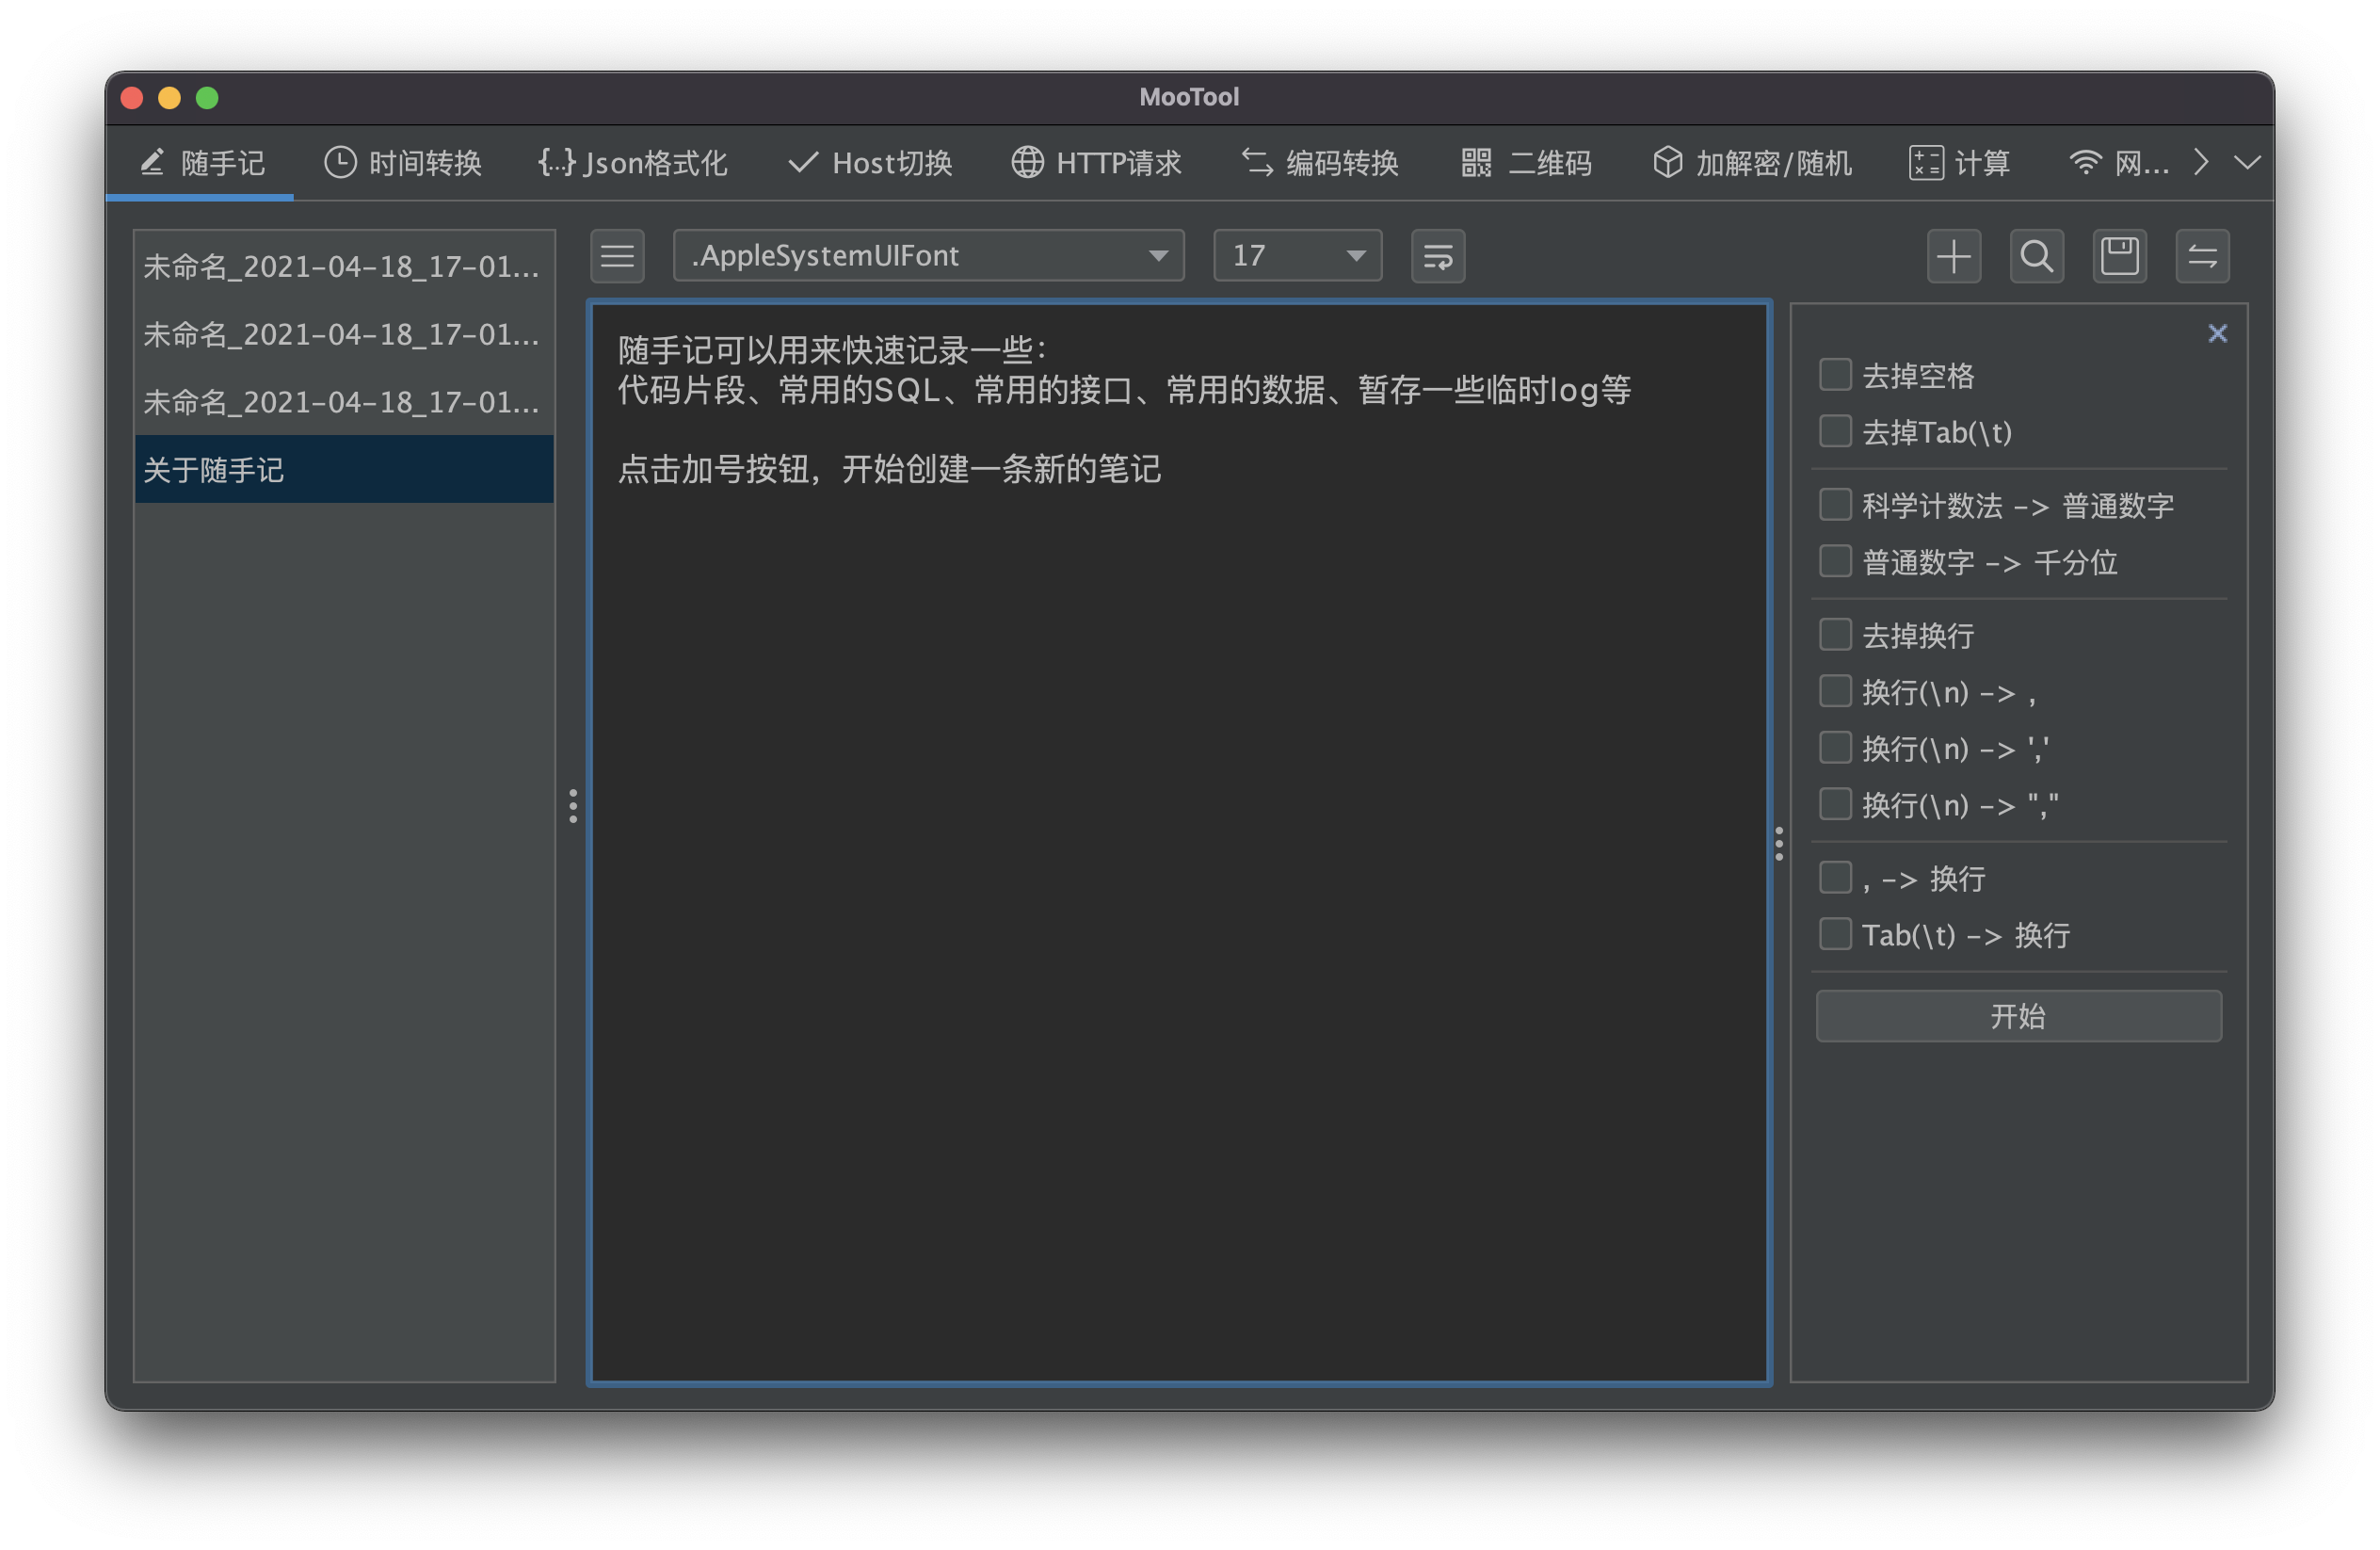 MooTool
随手记
时间转换
{...}Json格式化
Host切换
HTTP请求
编码转换
二维码
加解密/随机
计算
网...
未命名_2021-04-18_17-01...
未命名_2021-04-18_17-01...
未命名_2021-04-18_17-01...
关于随手记
.AppleSystemUIFont
17
随手记可以用来快速记录一些：
代码片段、常用的SQL、常用的接口、常用的数据、暂存一些临时log等
点击加号按钮，开始创建一条新的笔记
去掉空格
去掉Tab(\t)
科学计数法 -> 普通数字
普通数字 -> 千分位
去掉换行
换行(\n) -> ,
换行(\n) -> ','
换行(\n) -> ","
, -> 换行
Tab(\t) -> 换行
开始